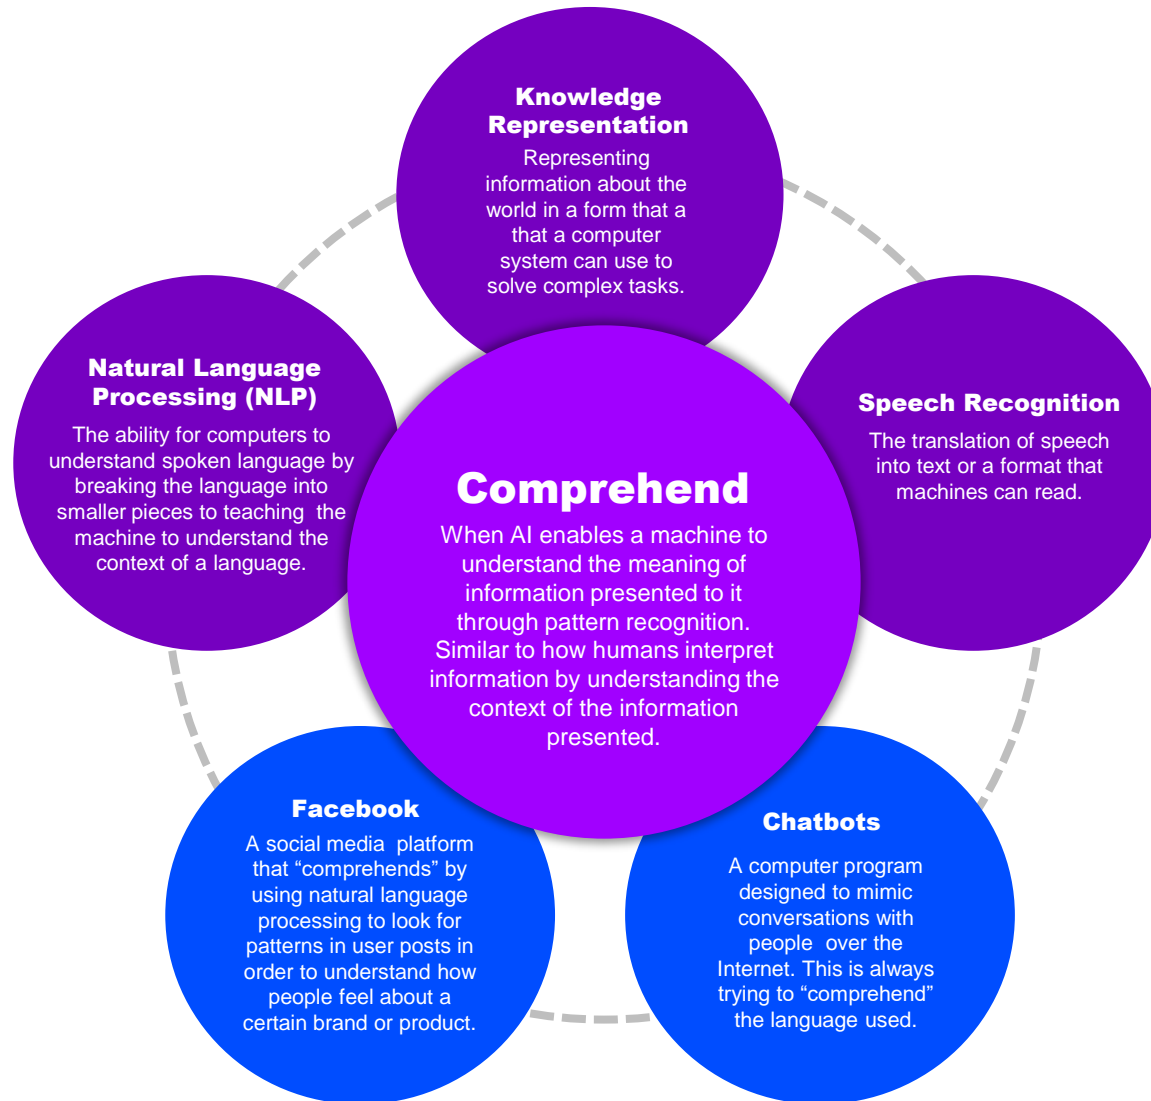 Knowledge
Representation
Representing
information about the
world in a form that a
that a computer
system can use to
solve complex tasks.
Natural Language
Processing (NLP)
The ability for computers to
understand spoken language by
breaking the language into
smaller pieces to teaching the
machine to understand the
context of a language.
Speech Recognition
The translation of speech
into text or a format that
machines can read.
Comprehend
When AI enables a machine to
understand the meaning of
information presented to it
through pattern recognition.
Similar to how humans interpret
information by understanding the
context of the information
presented.
Facebook
A social media platform
that “comprehends” by
using natural language
processing to look for
patterns in user posts in
order to understand how
people feel about a
certain brand or product.
Chatbots
A computer program
designed to mimic
conversations with
people over the
Internet. This is always
trying to “comprehend”
the language used.